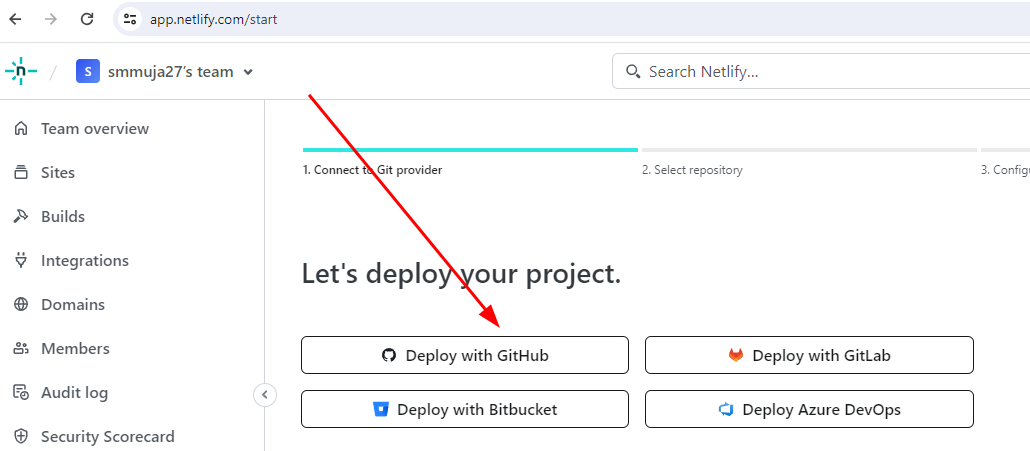 app.netlify.com/start
smmuja27's team
S
Search Netlify...
Team overview
Sites
Builds
Integrations
Domains
Members
Audit log
Security Scorecard
1. Connect to Git provider
2. Select repository
3. Config
Let's deploy your project.
Deploy with GitHub
Deploy with GitLab
Deploy with Bitbucket
Deploy Azure DevOps